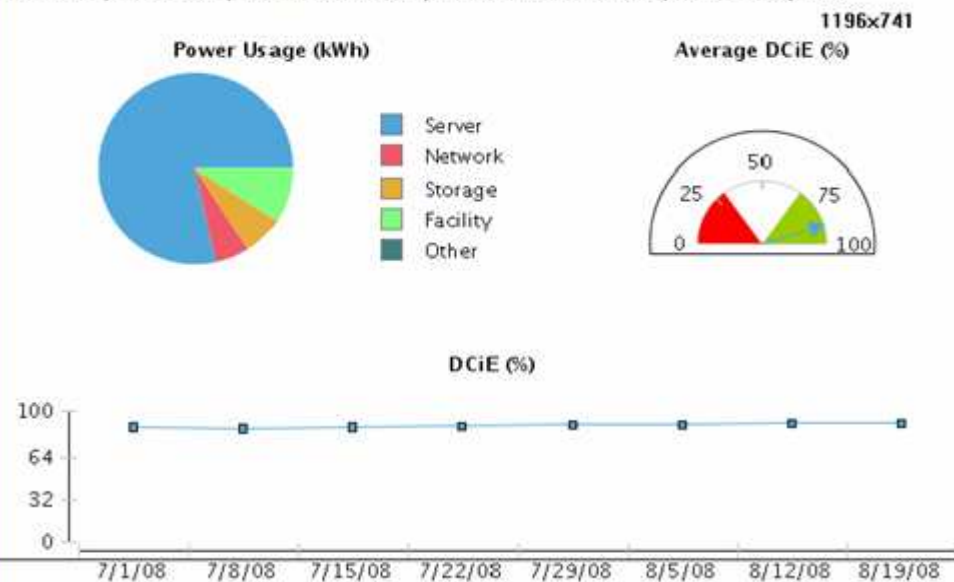 1196x741
Power Usage (kWh)
Average DCiE (%)
Server
Network
Storage
Facility
Other
0
25
50
75
100
DCiE (%)
100
64
32
0
7/1/08 7/8/08 7/15/08 7/22/08 7/29/08 8/5/08 8/12/08 8/19/08